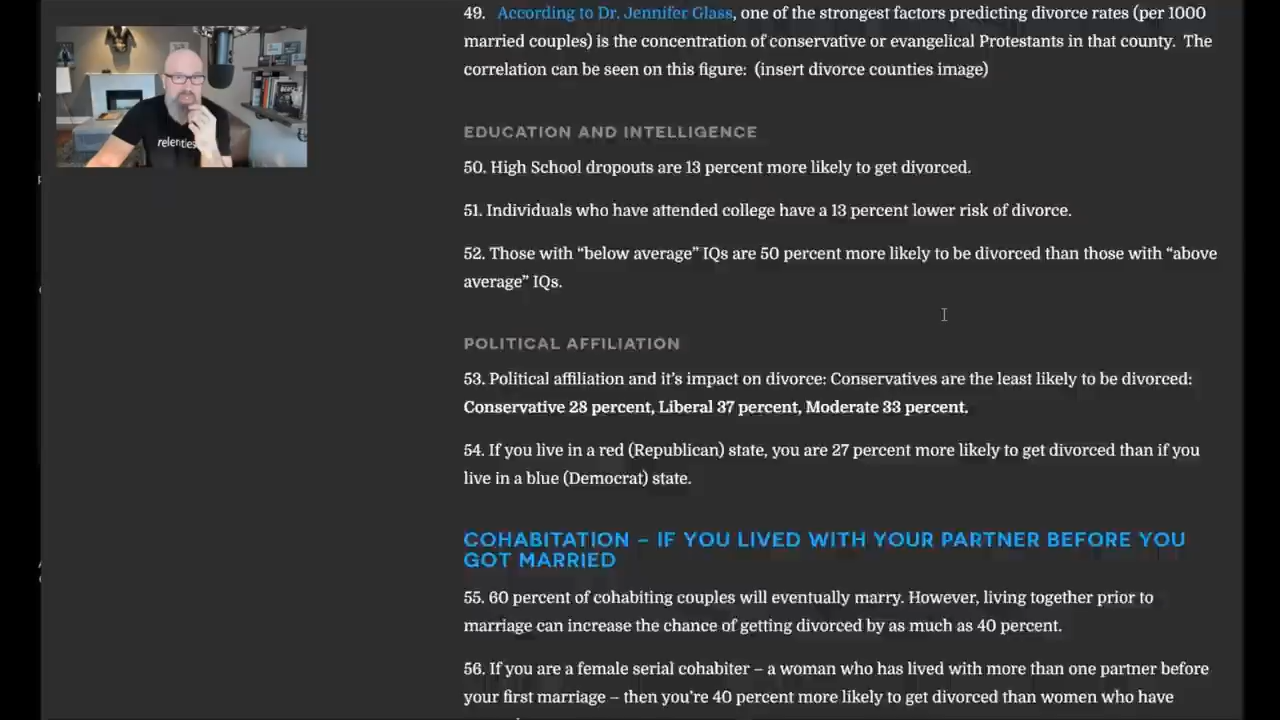 49. According to Dr. Jennifer Glass, one of the strongest factors predicting divorce rates (per 1000
married couples) is the concentration of conservative or evangelical Protestants in that county. The
correlation can be seen on this figure: (insert divorce counties image)
relentless
EDUCATION AND INTELLIGENCE
50. High School dropouts are 13 percent more likely to get divorced.
51. Individuals who have attended college have a 13 percent lower risk of divorce.
52. Those with “below average” IQs are 50 percent more likely to be divorced than those with “above
average” IQs.
POLITICAL AFFILIATION
53. Political affiliation and it’s impact on divorce: Conservatives are the least likely to be divorced:
Conservative 28 percent, Liberal 37 percent, Moderate 33 percent.
54. If you live in a red (Republican) state, you are 27 percent more likely to get divorced than if you
live in a blue (Democrat) state.
COHABITATION – IF YOU LIVED WITH YOUR PARTNER BEFORE YOU
GOT MARRIED
55. 60 percent of cohabiting couples will eventually marry. However, living together prior to
marriage can increase the chance of getting divorced by as much as 40 percent.
56. If you are a female serial cohabiter – a woman who has lived with more than one partner before
your first marriage – then you’re 40 percent more likely to get divorced than women who have